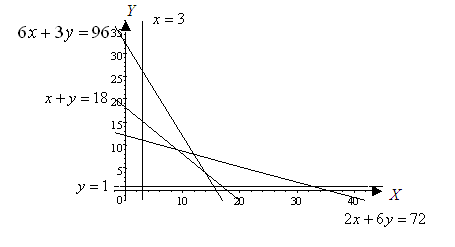 Y
x = 3
6x + 3y = 96
35
30
25
x + y = 18
20
15
10
5
y = 1
X
0
10
20
30
40
2x + 6y = 72